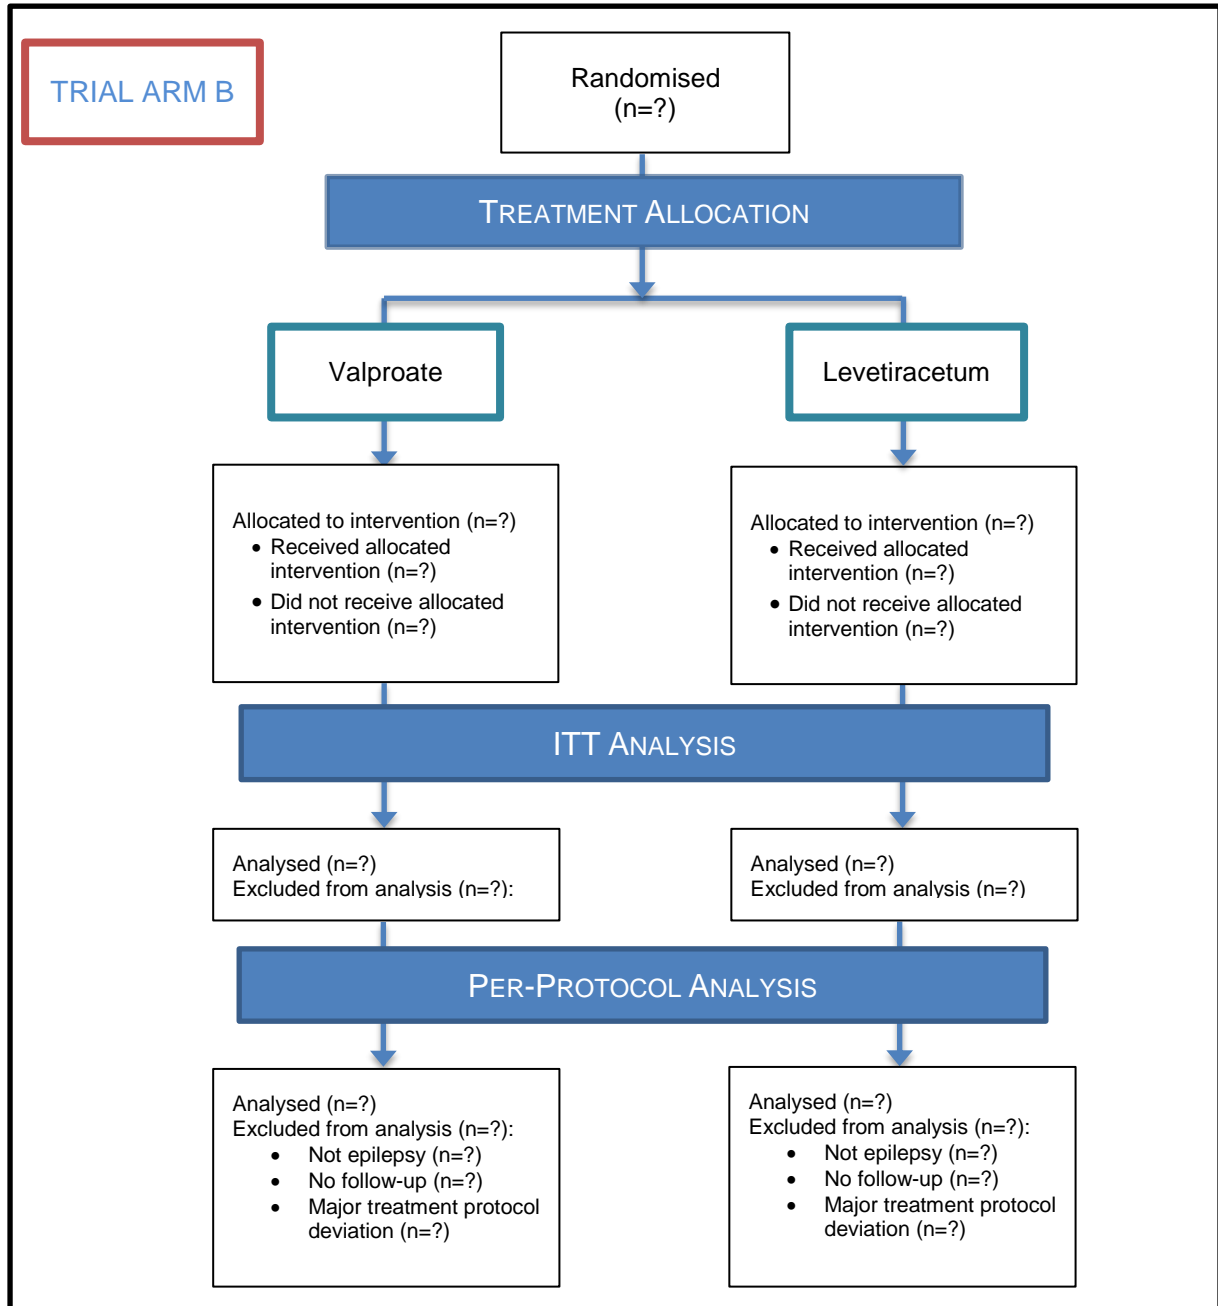 TRIAL ARM B
Randomised
(n=?)
TREATMENT ALLOCATION
Valproate
Levetiracetum
Allocated to intervention (n=?)
• Received allocated
intervention (n=?)
• Did not receive allocated
intervention (n=?)
Allocated to intervention (n=?)
• Received allocated
intervention (n=?)
• Did not receive allocated
intervention (n=?)
ITT ANALYSIS
Analysed (n=?)
Excluded from analysis (n=?):
Analysed (n=?)
Excluded from analysis (n=?)
PER-PROTOCOL ANALYSIS
Analysed (n=?)
Excluded from analysis (n=?):
• Not epilepsy (n=?)
• No follow-up (n=?)
• Major treatment protocol
deviation (n=?)
Analysed (n=?)
Excluded from analysis (n=?):
• Not epilepsy (n=?)
• No follow-up (n=?)
• Major treatment protocol
deviation (n=?)